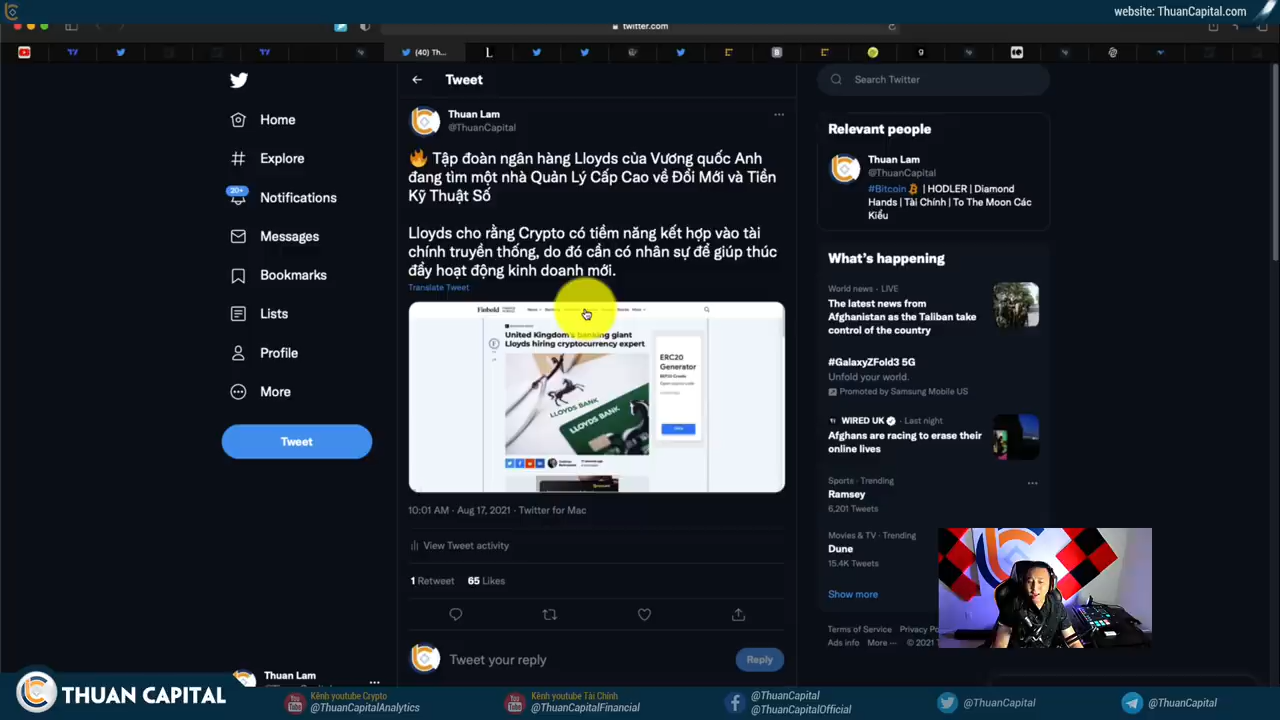 website: ThuanCapital.com
twitter.com
(40) Th...
Home
Explore
20+
Notifications
Messages
Bookmarks
Lists
Profile
More
Tweet
Thuan Lam
Tweet
Thuan Lam
@ThuanCapital
🔥 Tập đoàn ngân hàng Lloyds của Vương quốc Anh
đang tìm một nhà Quản Lý Cấp Cao về Đổi Mới và Tiền
Kỹ Thuật Số
Lloyds cho rằng Crypto có tiềm năng kết hợp vào tài
chính truyền thống, do đó cần có nhân sự để giúp thúc
đẩy hoạt động kinh doanh mới.
Translate Tweet
Finbold
United Kingdom's banking giant
Lloyds hiring cryptocurrency expert
LLOYDS BANK
LLOYDS BANK
ERC20
Generator
10:01 AM · Aug 17, 2021 · Twitter for Mac
View Tweet activity
1 Retweet 65 Likes
Tweet your reply
Reply
Search Twitter
Relevant people
Thuan Lam
@ThuanCapital
#Bitcoin | HODLER | Diamond
Hands | Tài Chính | To The Moon Các
Kiểu
What's happening
World news · LIVE
The latest news from
Afghanistan as the Taliban take
control of the country
#GalaxyZFold3 5G
Unfold your world.
Promoted by Samsung Mobile US
WIRED UK · Last night
Afghans are racing to erase their
online lives
Sports · Trending
Ramsey
6,201 Tweets
Movies & TV · Trending
Dune
15.4K Tweets
Show more
Terms of Service Privacy Po
Ad info More ··· © 2021
THUAN CAPITAL
Kênh youtube Crypto
@ThuanCapitalAnalytics
Kênh youtube Tài Chính
@ThuanCapitalFinancial
@ThuanCapital
@ThuanCapitalOfficial
@ThuanCapital
@ThuanCapital